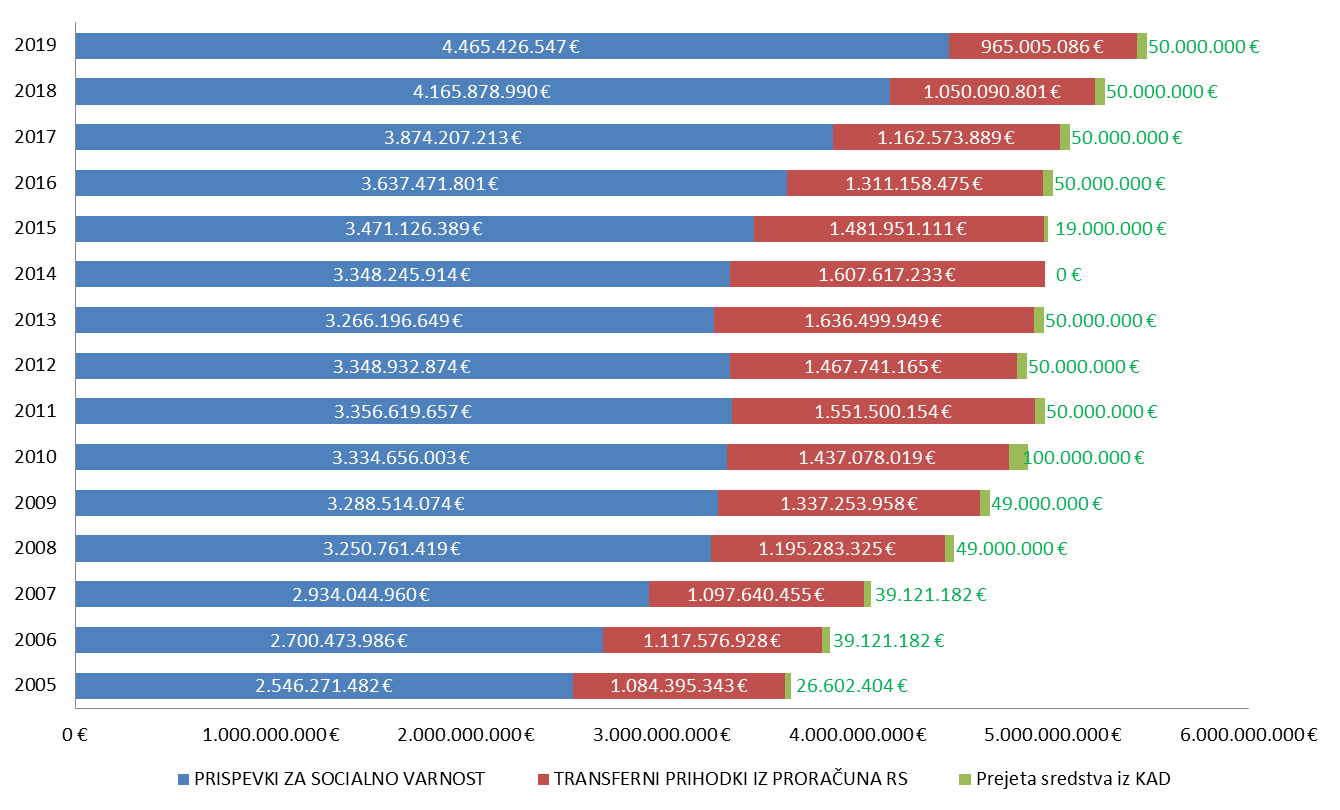 2019 4.465.426.547 € 965.005.086 € 50.000.000 €
2018 4.165.878.990 € 1.050.090.801 € 50.000.000 €
2017 3.874.207.213 € 1.162.573.889 € 50.000.000 €
2016 3.637.471.801 € 1.311.158.475 € 50.000.000 €
2015 3.471.126.389 € 1.481.951.111 € 19.000.000 €
2014 3.348.245.914 € 1.607.617.233 € 0 €
2013 3.266.196.649 € 1.636.499.949 € 50.000.000 €
2012 3.348.932.874 € 1.467.741.165 € 50.000.000 €
2011 3.356.619.657 € 1.551.500.154 € 50.000.000 €
2010 3.334.656.003 € 1.437.078.019 € 100.000.000 €
2009 3.288.514.074 € 1.337.253.958 € 49.000.000 €
2008 3.250.761.419 € 1.195.283.325 € 49.000.000 €
2007 2.934.044.960 € 1.097.640.455 € 39.121.182 €
2006 2.700.473.986 € 1.117.576.928 € 39.121.182 €
2005 2.546.271.482 € 1.084.395.343 € 26.602.404 €
0 € 1.000.000.000 € 2.000.000.000 € 3.000.000.000 € 4.000.000.000 € 5.000.000.000 € 6.000.000.000 €
PRISPEVKI ZA SOCIALNO VARNOST TRANSFERNI PRIHODKI IZ PRORAČUNA RS Prejeta sredstva iz KAD